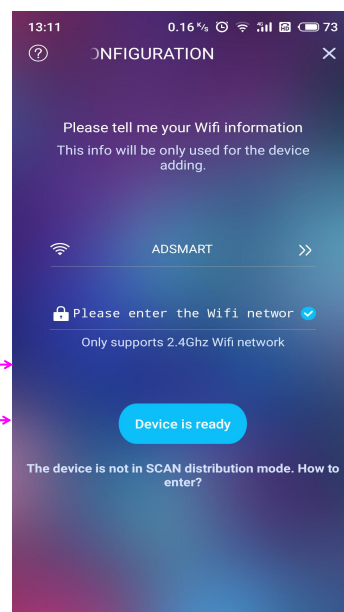 13:11 0.16 K/s 4G 73
? ONFIGURATION
Please tell me your Wifi information
This info will be only used for the device
adding.
ADSMART
Please enter the Wifi networ
Only supports 2.4Ghz Wifi network
Device is ready
The device is not in SCAN distribution mode. How to
enter?